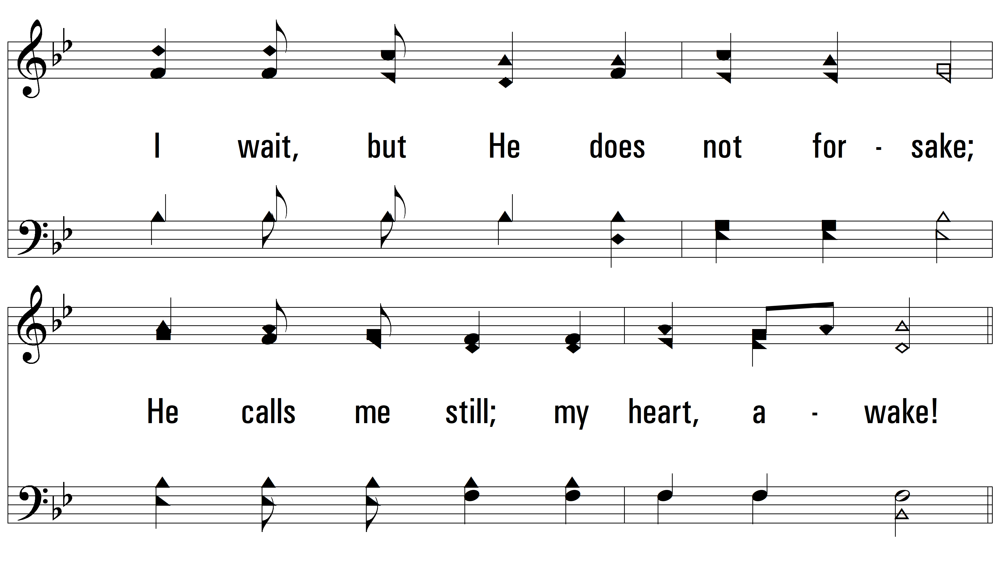 I wait, but He does not for - sake;
He calls me still; my heart, a - wake!